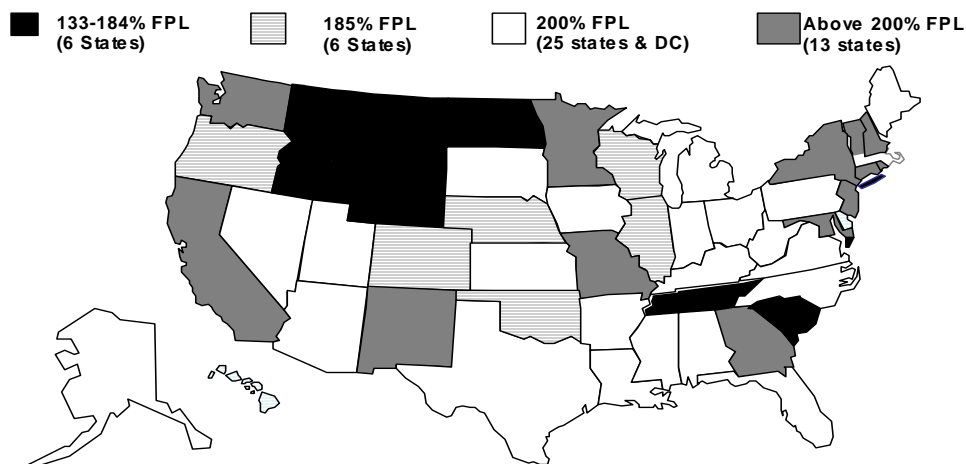 133-184% FPL
(6 States)
185% FPL
(6 States)
200% FPL
(25 states & DC)
Above 200% FPL
(13 states)